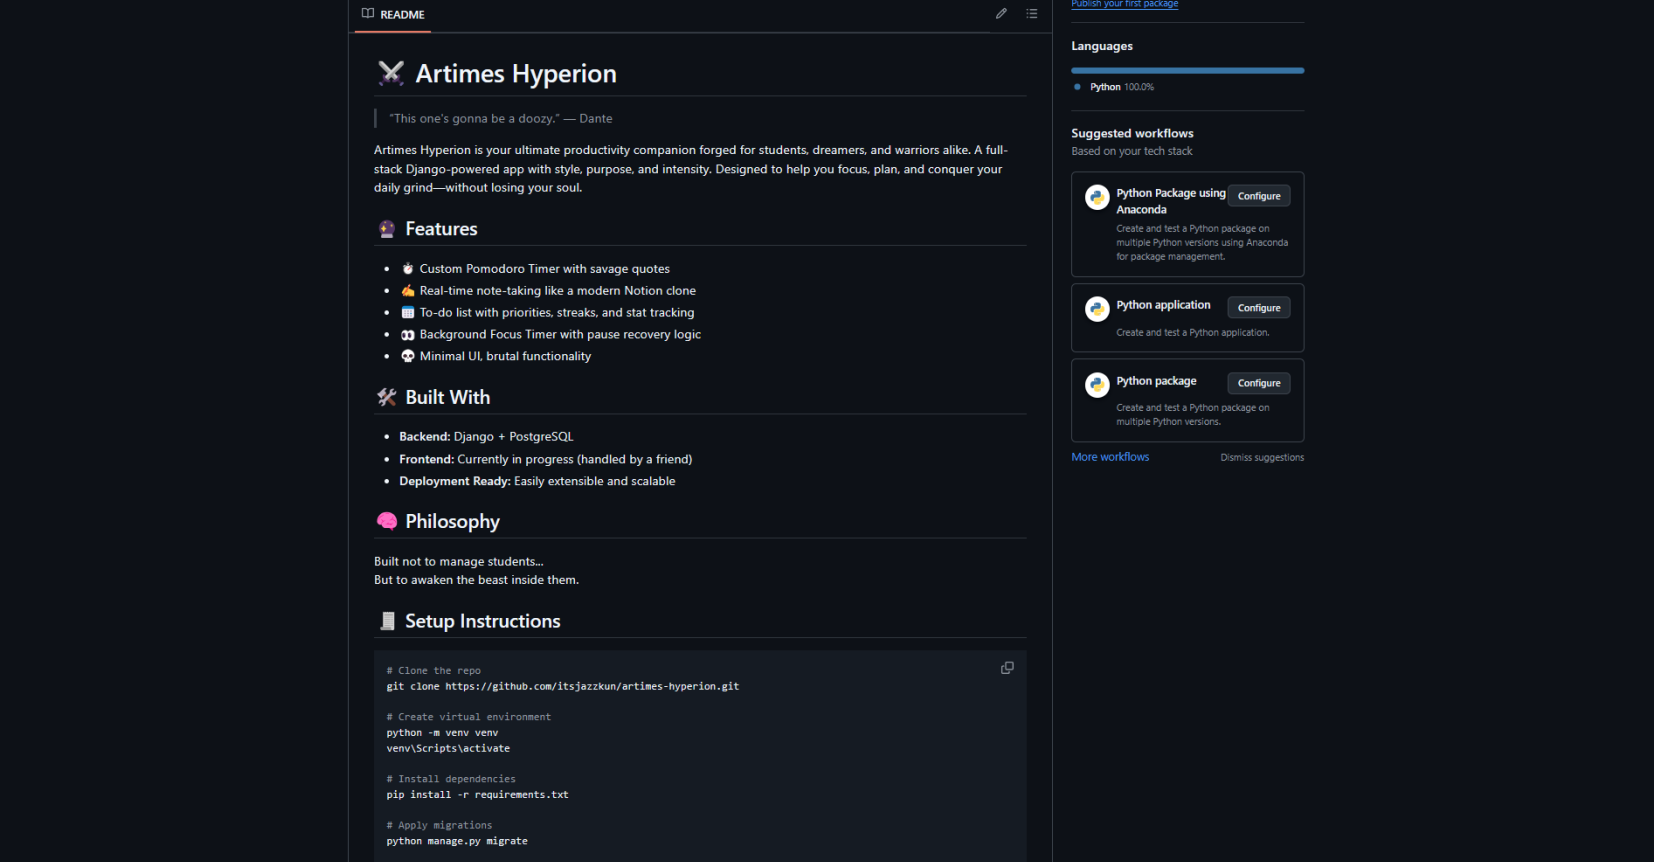 README
Artimes Hyperion
"This one's gonna be a doozy." — Dante
Artimes Hyperion is your ultimate productivity companion forged for students, dreamers, and warriors alike. A full-
stack Django-powered app with style, purpose, and intensity. Designed to help you focus, plan, and conquer your
daily grind—without losing your soul.
Features
Custom Pomodoro Timer with savage quotes
Real-time note-taking like a modern Notion clone
To-do list with priorities, streaks, and stat tracking
Background Focus Timer with pause recovery logic
Minimal UI, brutal functionality
Built With
Backend: Django + PostgreSQL
Frontend: Currently in progress (handled by a friend)
Deployment Ready: Easily extensible and scalable
Philosophy
Built not to manage students...
But to awaken the beast inside them.
Setup Instructions
# Clone the repo
git clone https://github.com/itsjazzkun/artimes-hyperion.git
# Create virtual environment
python -m venv venv
venv\Scripts\activate
# Install dependencies
pip install -r requirements.txt
# Apply migrations
python manage.py migrate
Publish your first package
Languages
Python 100.0%
Suggested workflows
Based on your tech stack
Python Package using
Anaconda
Configure
Create and test a Python package on
multiple Python versions using Anaconda
for package management.
Python application
Configure
Create and test a Python application.
Python package
Configure
Create and test a Python package on
multiple Python versions.
More workflows
Dismiss suggestions